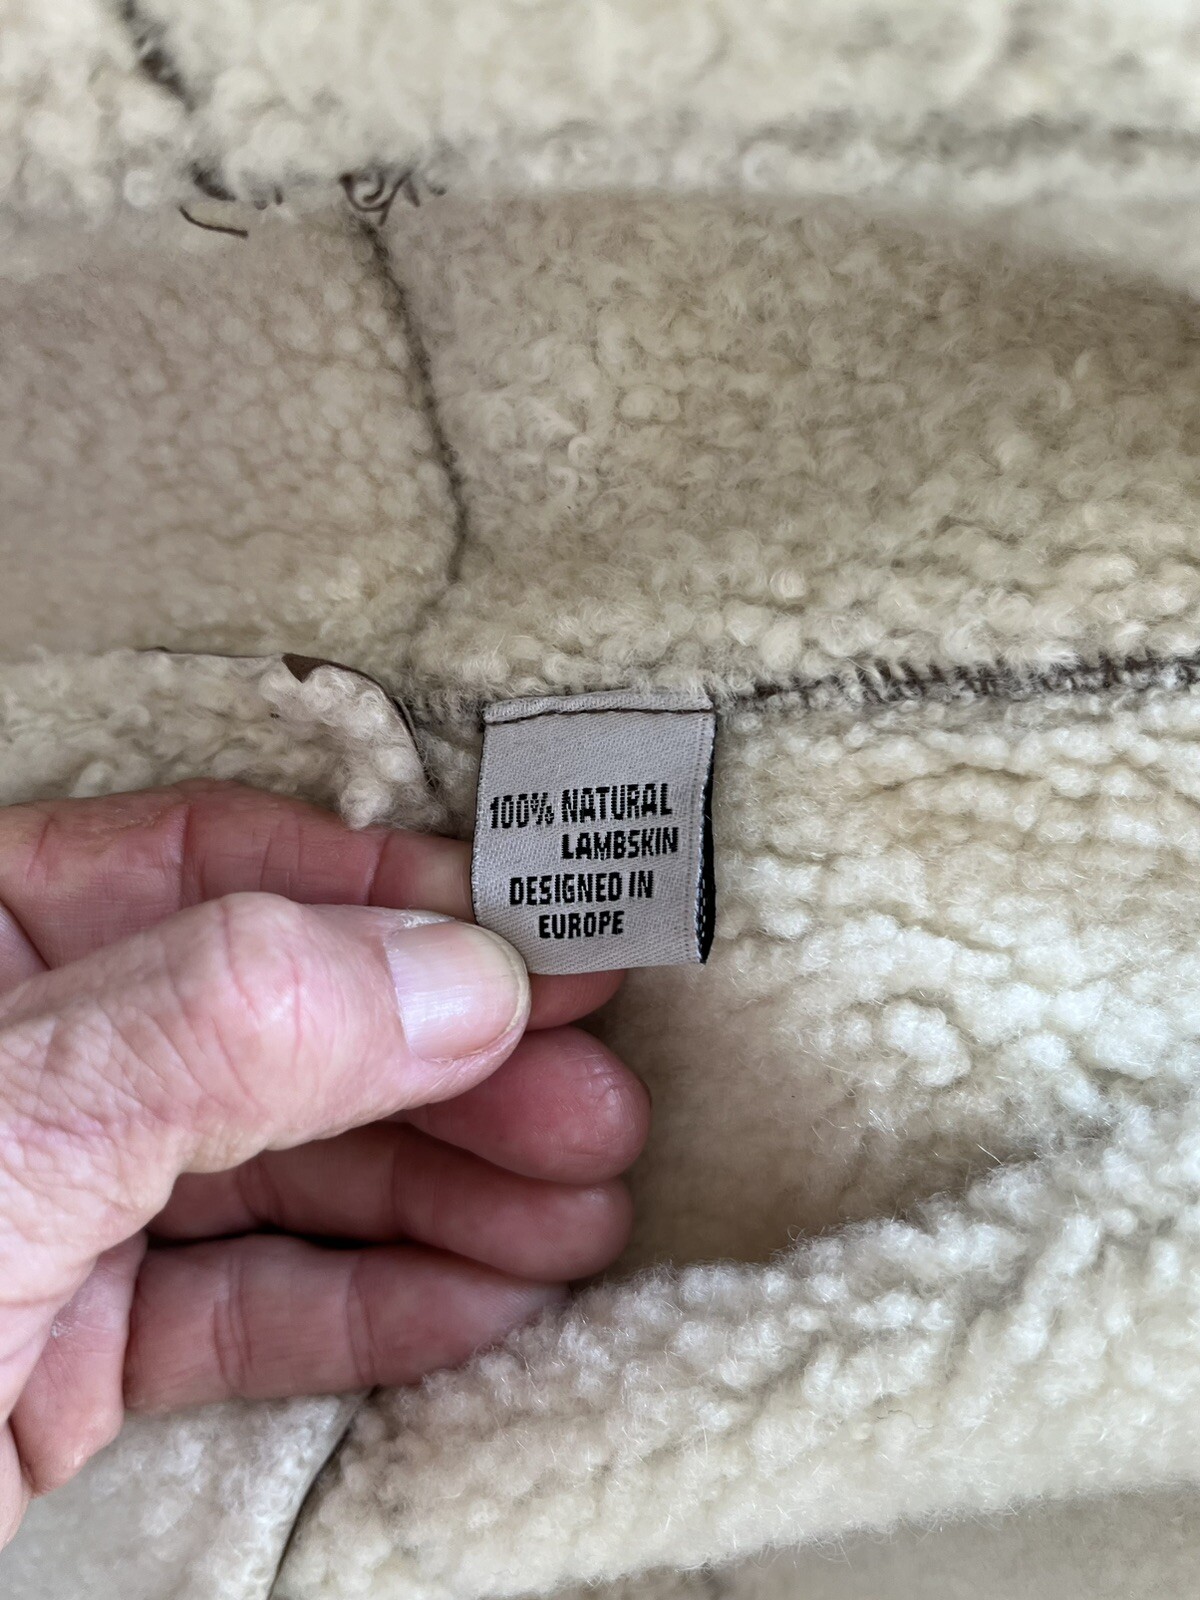 100% NATURAL
LAMBSKIN
DESIGNED IN
EUROPE